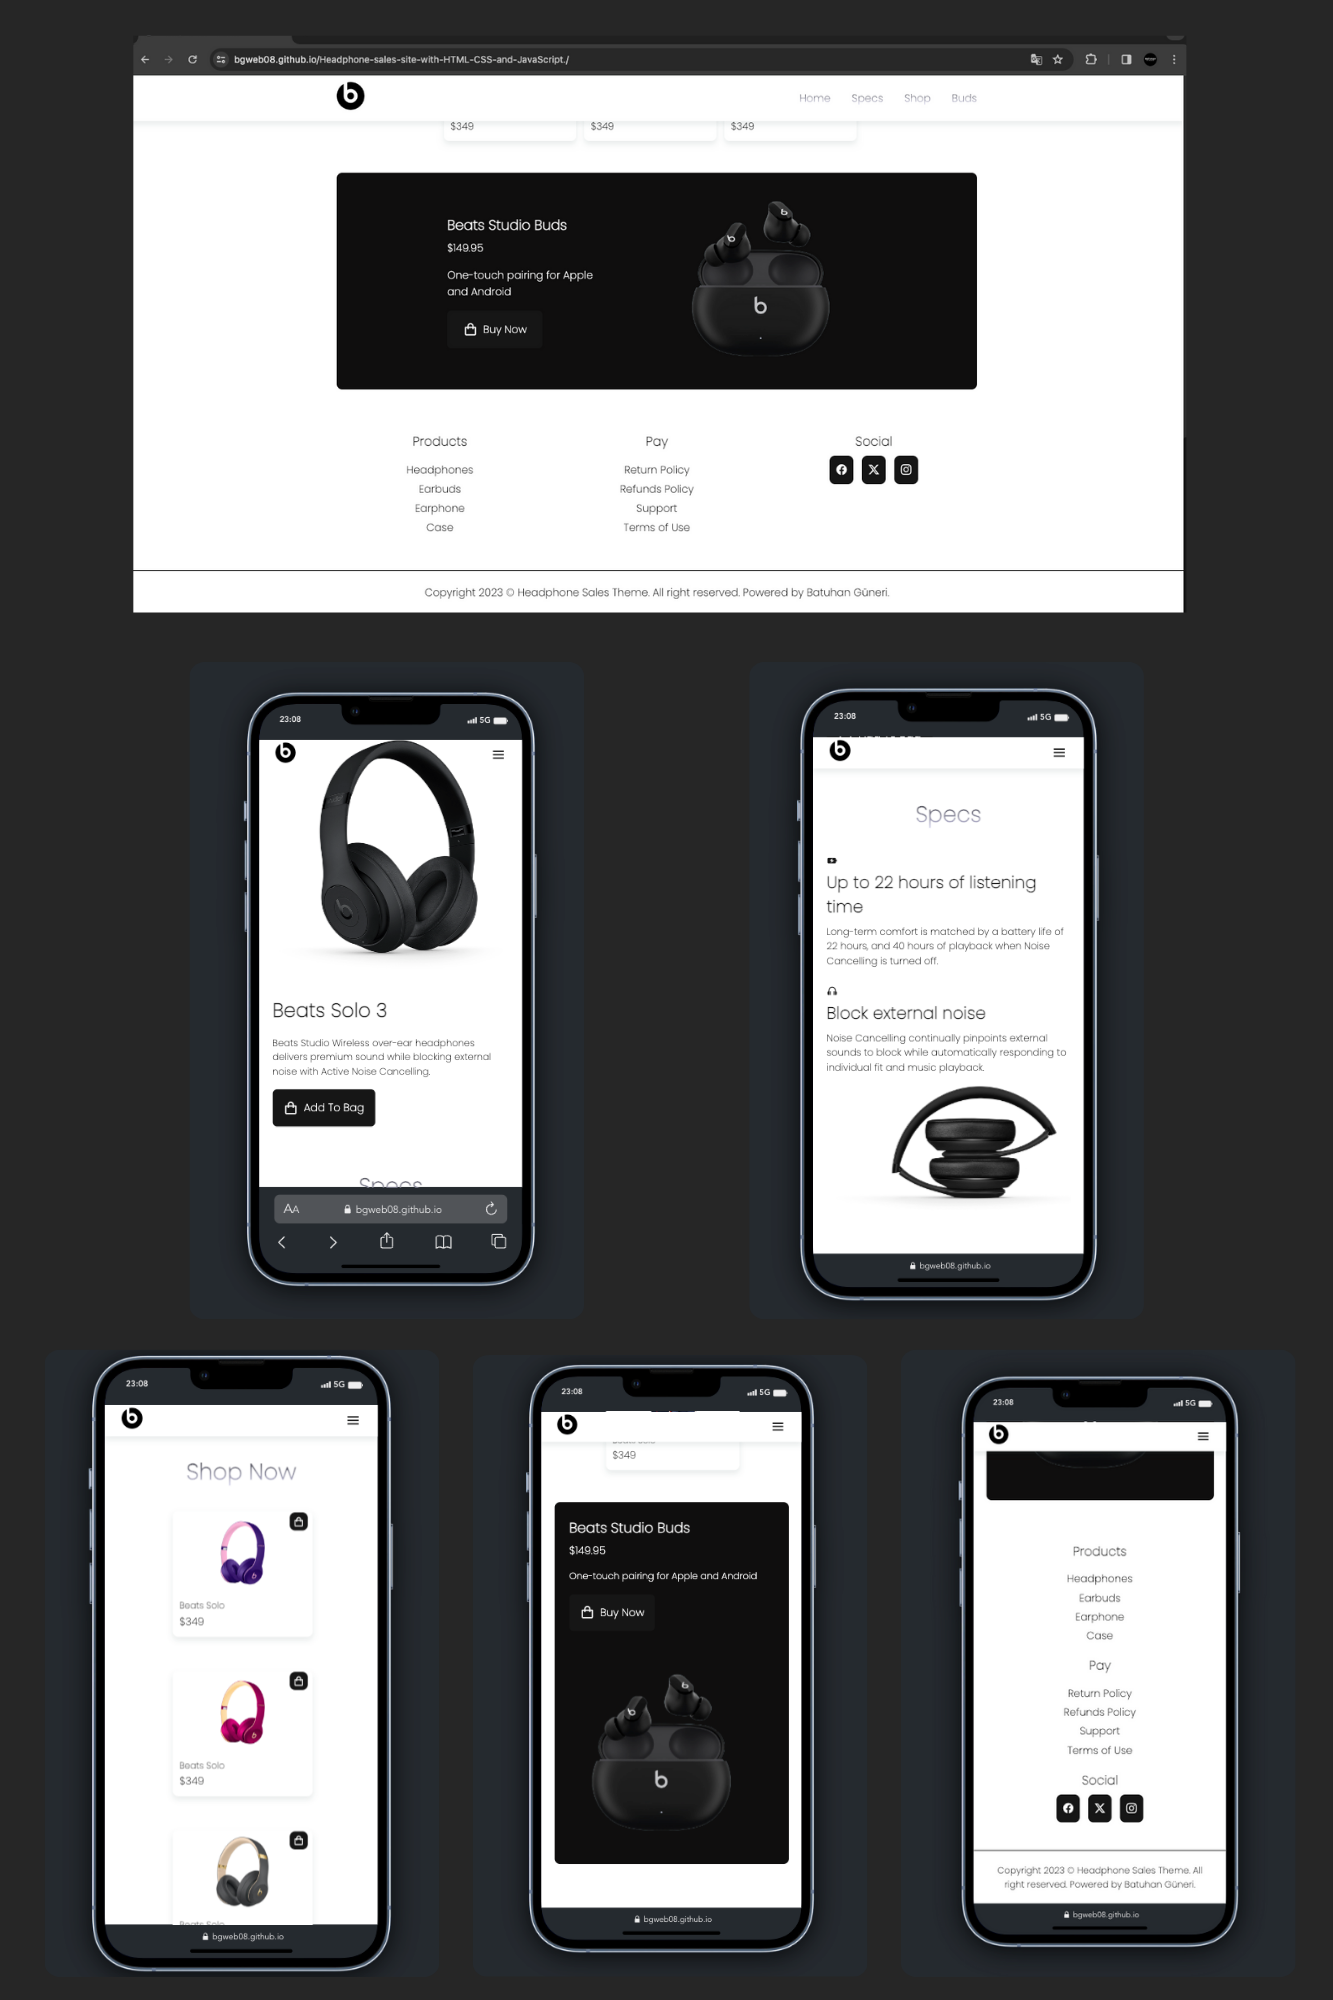 bgweb08.github.io/Headphone-sales-site-with-HTML-CSS-and-JavaScript./
Home Specs Shop Buds
$349 $349 $349
Beats Studio Buds
$149.95
One-touch pairing for Apple
and Android
Buy Now
Products
Headphones
Earbuds
Earphone
Case
Pay
Return Policy
Refunds Policy
Support
Terms of Use
Social
Copyright 2023 © Headphone Sales Theme. All right reserved. Powered by Batuhan Güneri.
23:08 5G
Beats Solo 3
Beats Studio Wireless over-ear headphones
delivers premium sound while blocking external
noise with Active Noise Cancelling.
Add To Bag
Specs
AA bgweb08.github.io
23:08 5G
Specs
Up to 22 hours of listening
time
Long-term comfort is matched by a battery life of
22 hours, and 40 hours of playback when Noise
Cancelling is turned off.
Block external noise
Noise Cancelling continually pinpoints external
sounds to block while automatically responding to
individual fit and music playback.
bgweb08.github.io
23:08 5G
Shop Now
Beats Solo
$349
Beats Solo
$349
Beats Solo
bgweb08.github.io
23:08 5G
Beats Solo
$349
Beats Studio Buds
$149.95
One-touch pairing for Apple and Android
Buy Now
bgweb08.github.io
23:08 5G
Products
Headphones
Earbuds
Earphone
Case
Pay
Return Policy
Refunds Policy
Support
Terms of Use
Social
Copyright 2023 © Headphone Sales Theme. All
right reserved. Powered by Batuhan Güneri.
bgweb08.github.io